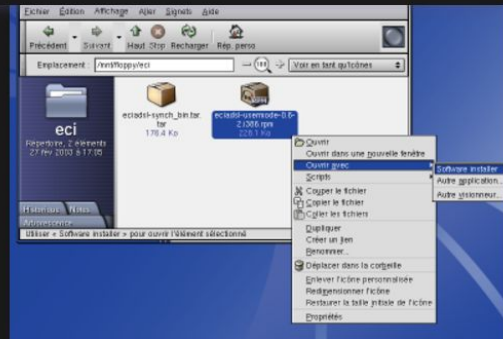 Fichier Édition Affichage Aller Signets Aide
Précédent Suivant Haut Stop Recharger Rép. perso
Emplacement : /mnt/floppy/eci 100 Voir en tant qu'Icônes
eci
Répertoire, 2 éléments
27 fév 2003 à 17:05
Historique Notes
Arborescence
eciadsl-synch_bin.tar.
tar
176.4 Ko
eciadsl-usermode-0.6-
2.i386.rpm
228.1 Ko
Utiliser « Software installer » pour ouvrir l'élément sélectionné
Ouvrir
Ouvrir dans une nouvelle fenêtre
Ouvrir avec
Scripts
Couper le fichier
Copier le fichier
Coller les fichiers
Dupliquer
Créer un lien
Renommer...
Déplacer dans la corbeille
Enlever l'icône personnalisée
Redimensionner l'icône
Restaurer la taille initiale de l'icône
Propriétés
Software installer
Autre application...
Autre visionneur...